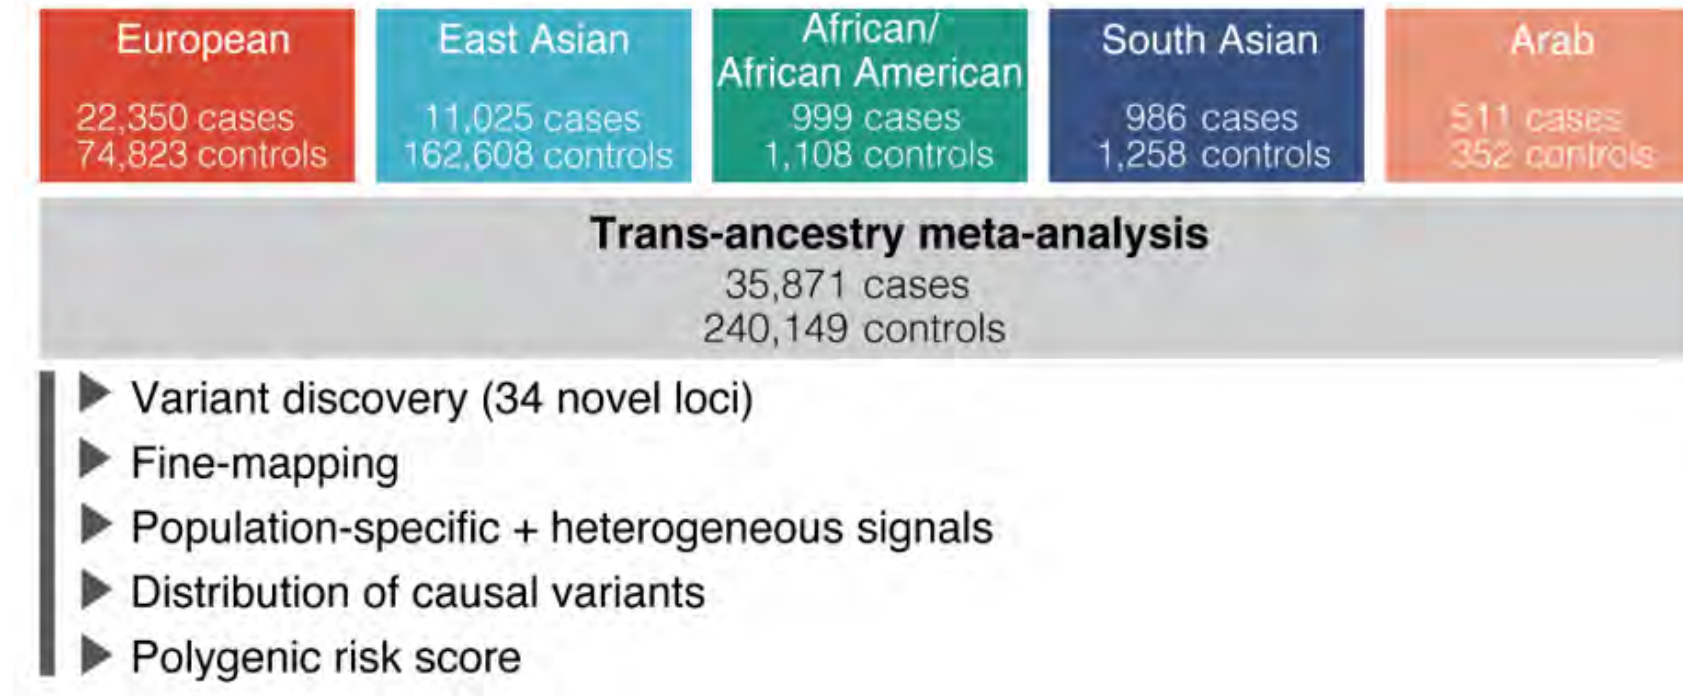 European
22,350 cases
74,823 controls
East Asian
11,025 cases
162,608 controls
African/
African American
999 cases
1,108 controls
South Asian
986 cases
1,258 controls
Arab
511 cases
352 controls
Trans-ancestry meta-analysis
35,871 cases
240,149 controls
Variant discovery (34 novel loci)
Fine-mapping
Population-specific + heterogeneous signals
Distribution of causal variants
Polygenic risk score